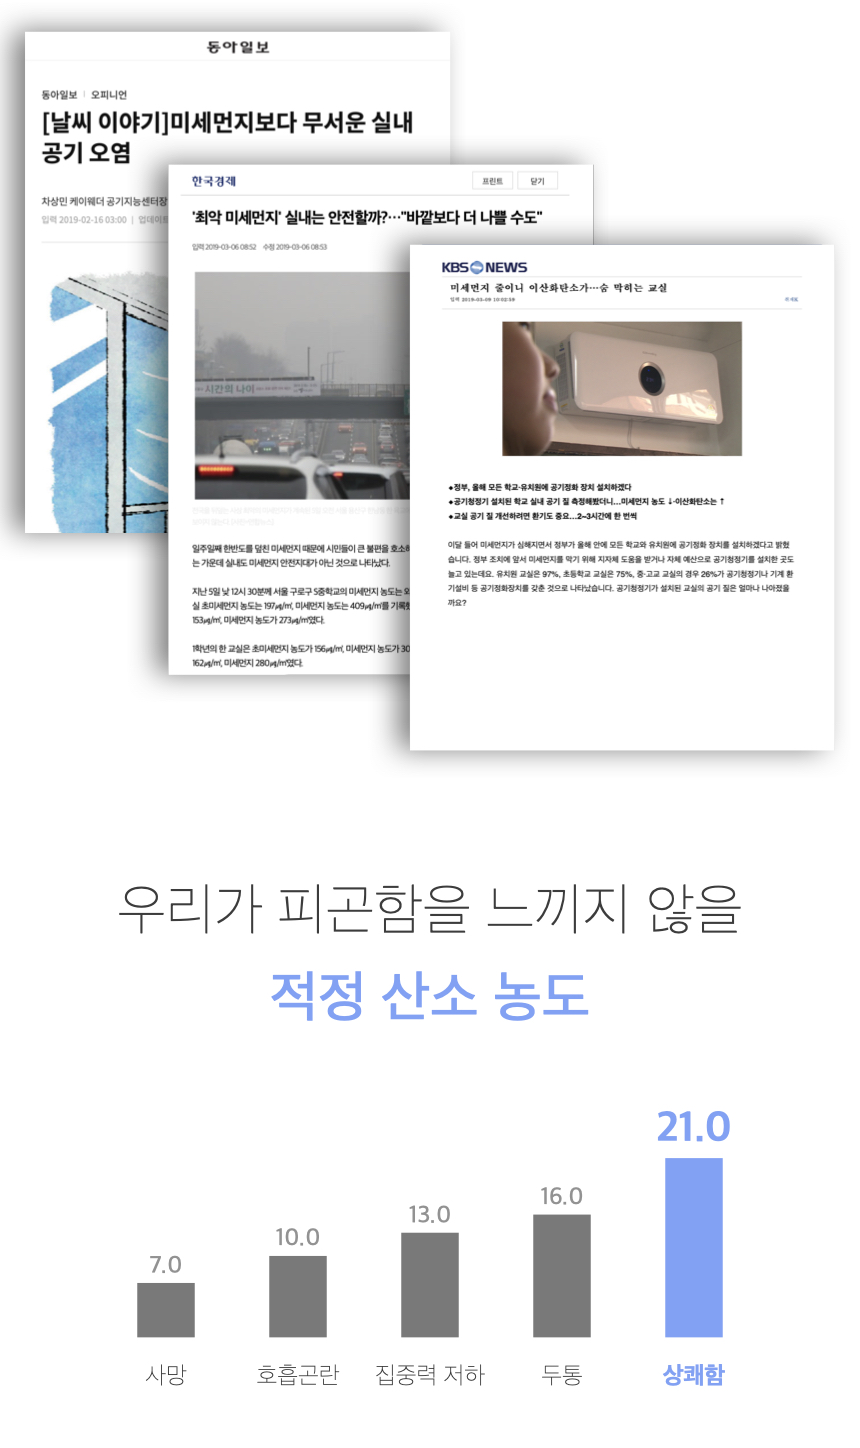 동아일보
동아일보 | 오피니언
[날씨 이야기]미세먼지보다 무서운 실내
공기 오염
차상민 케이웨더 공기지능센터장
입력 2019-02-16 03:00 | 업데이트
한국경제
프린트 닫기
'최악 미세먼지' 실내는 안전할까?…"바깥보다 더 나쁠 수도"
입력 2019-03-06 08:52 수정 2019-03-06 08:53
시간의 나이
일주일째 한반도를 덮친 미세먼지 때문에 시민들이 큰 불편을 호소하
는 가운데 실내도 미세먼지 안전지대가 아닌 것으로 나타났다.
지난 5일 낮 12시 30분께 서울 구로구 S중학교의 미세먼지 농도는
실 초미세먼지 농도는 197㎍/㎥, 미세먼지 농도는 409㎍/㎥를 기록
153㎍/㎥, 미세먼지 농도가 273㎍/㎥였다.
1학년의 한 교실은 초미세먼지 농도가 156㎍/㎥, 미세먼지 농도가 30
162㎍/㎥, 미세먼지 280㎍/㎥였다.
KBS NEWS
미세먼지 줄이니 이산화탄소가…숨 막히는 교실
입력 2019-03-08 10:02:59
◆정부, 올해 모든 학교·유치원에 공기정화 장치 설치하겠다
◆공기청정기 설치된 학교 실내 공기 질 측정해봤더니…미세먼지 농도 ↓·이산화탄소는 ↑
◆교실 공기 질 개선하려면 환기도 중요…2~3시간에 한 번씩
이달 들어 미세먼지가 심해지면서 정부가 올해 안에 모든 학교와 유치원에 공기정화 장치를 설치하겠다고 밝혔
습니다. 정부 조치에 앞서 미세먼지를 막기 위해 지자체 도움을 받거나 자체 예산으로 공기청정기를 설치한 곳도
늘고 있는데요. 유치원 교실은 97%, 초등학교 교실은 75%, 중·고교 교실의 경우 26%가 공기청정기나 기계 환
기설비 등 공기정화장치를 갖춘 것으로 나타났습니다. 공기청정기가 설치된 교실의 공기 질은 얼마나 나아졌을
까요?
우리가 피곤함을 느끼지 않을
적정 산소 농도
7.0 10.0 13.0 16.0 21.0
사망 호흡곤란 집중력 저하 두통 상쾌함